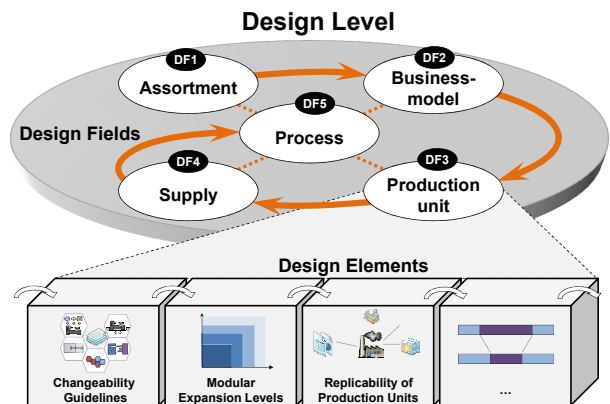 Design Level
DF1
Assortment
DF2
Business-
model
DF5
Process
Design Fields
DF4
Supply
DF3
Production
unit
Design Elements
Changeability
Guidelines
Modular
Expansion Levels
Replicability of
Production Units
...